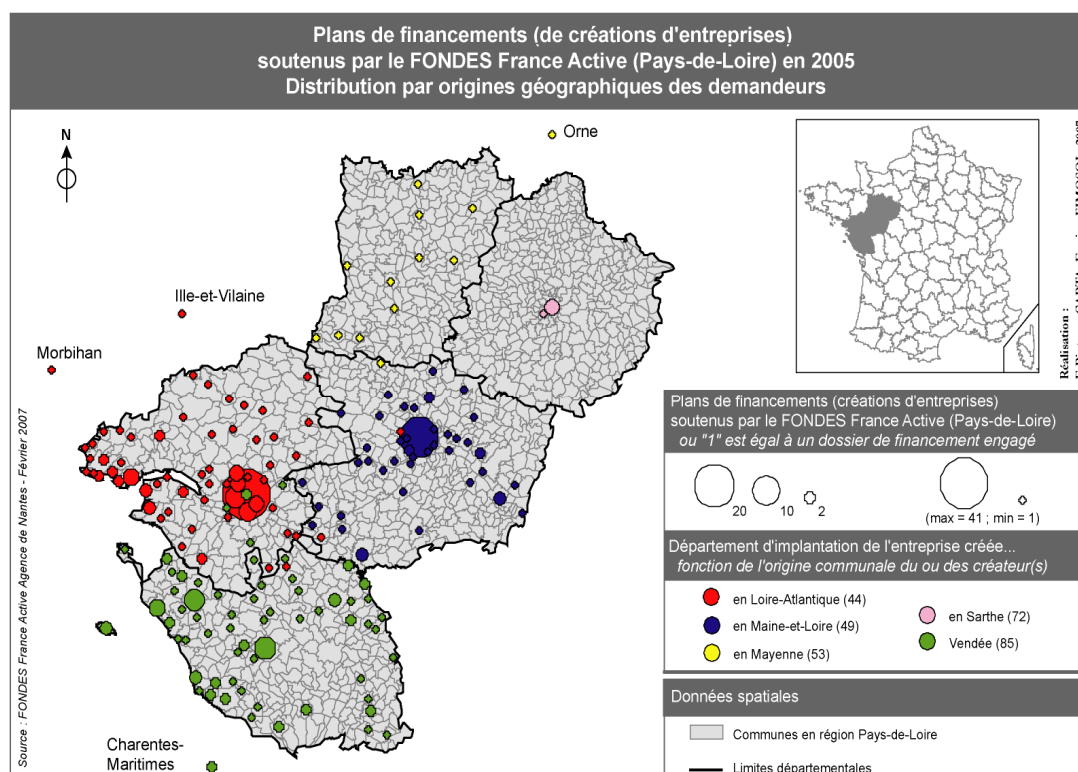 Plans de financements (de créations d'entreprises)
soutenus par le FONDES France Active (Pays-de-Loire) en 2005
Distribution par origines géographiques des demandeurs
N
Orne
Ille-et-Vilaine
Morbihan
Charentes-
Maritimes
Source : FONDES France Active Agence de Nantes - Février 2007
Réalisation :
Plans de financements (créations d'entreprises)
soutenus par le FONDES France Active (Pays-de-Loire)
ou "1" est égal à un dossier de financement engagé
20
10
2
(max = 41 ; min = 1)
Département d'implantation de l'entreprise créée...
fonction de l'origine communale du ou des créateur(s)
en Loire-Atlantique (44)
en Maine-et-Loire (49)
en Mayenne (53)
en Sarthe (72)
Vendée (85)
Données spatiales
Communes en région Pays-de-Loire
Limites départementales